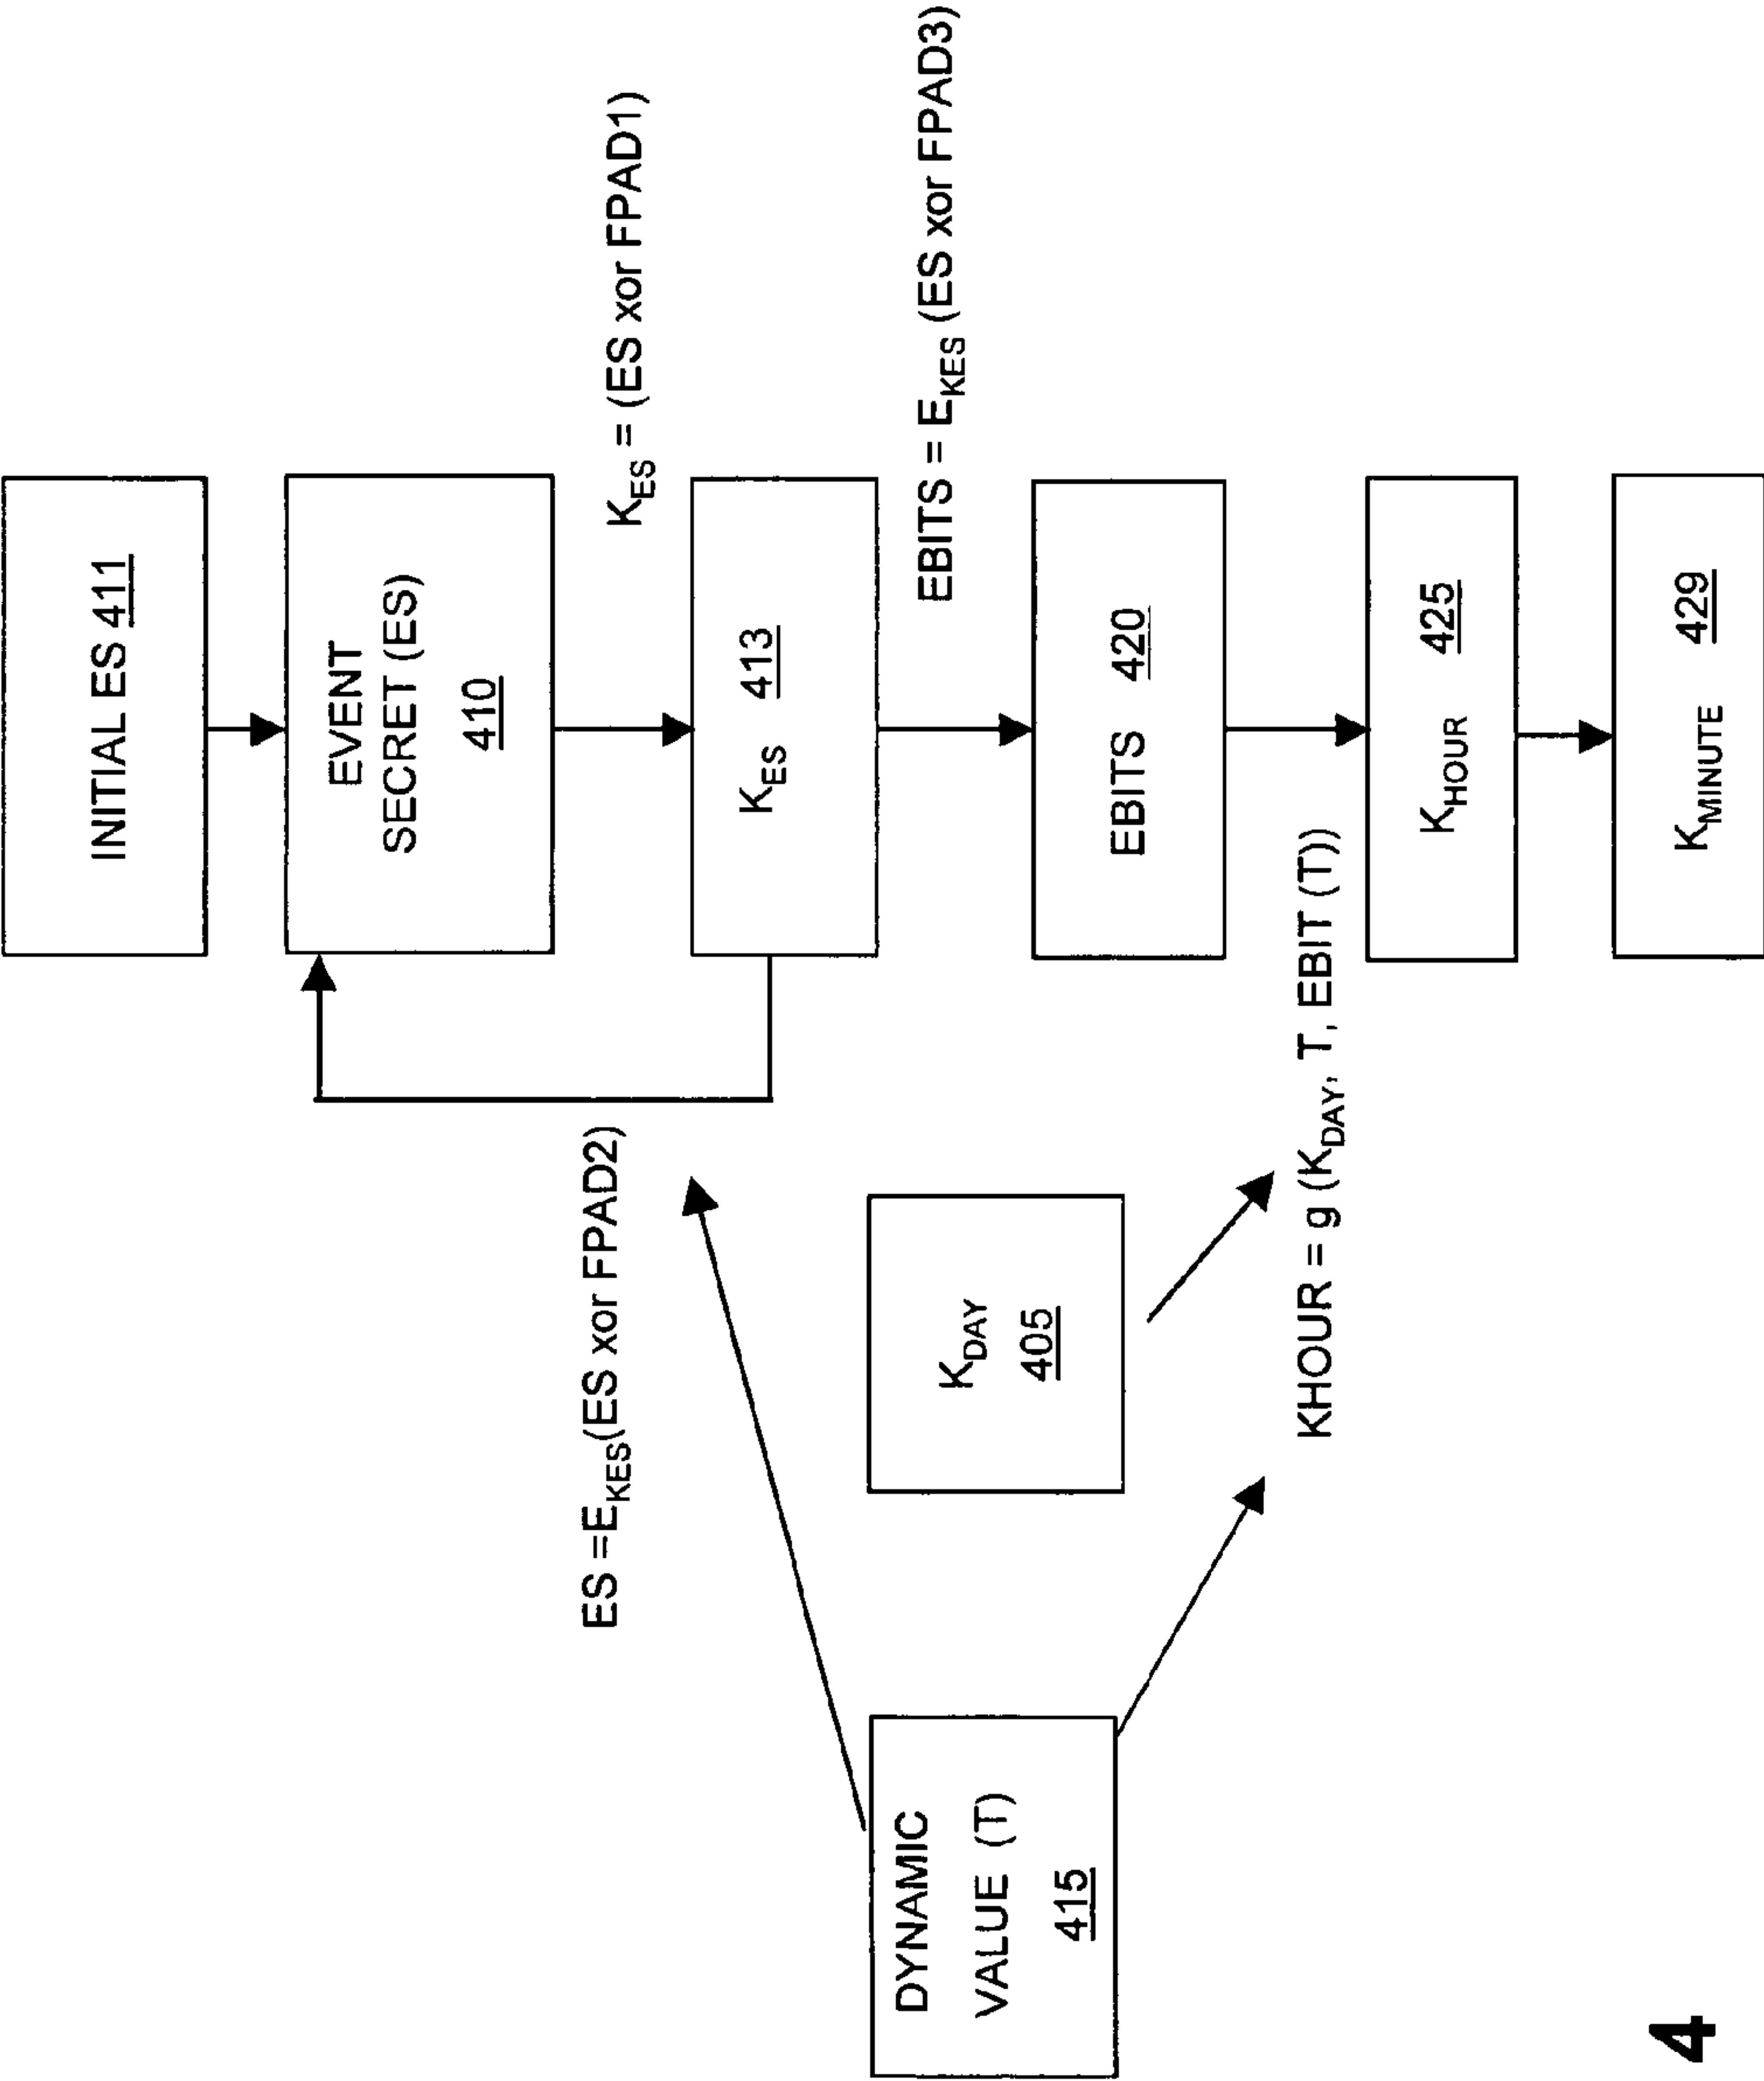 INITIAL ES 411
EVENT
SECRET (ES)
410
K_ES = (ES xor FPAD1)
ES =E_KES(ES xor FPAD2)
K_ES 413
EBITS = E_KES (ES xor FPAD3)
DYNAMIC
VALUE (T)
415
K_DAY
405
EBITS 420
KHOUR = g (K_DAY, T, EBIT (T))
K_HOUR 425
K_MINUTE 429
4